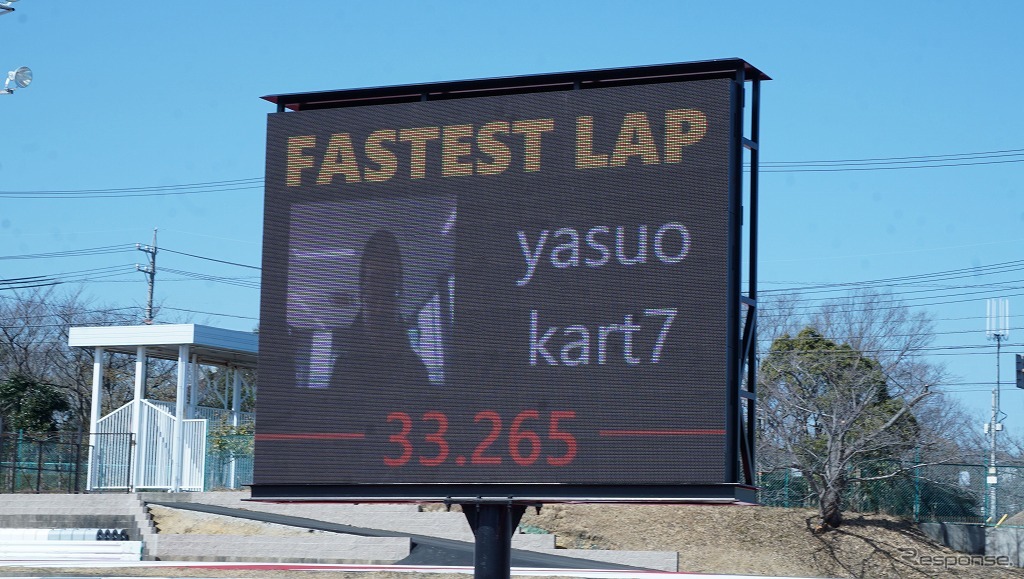 FASTEST LAP
yasuo
kart7
33.265
Response.